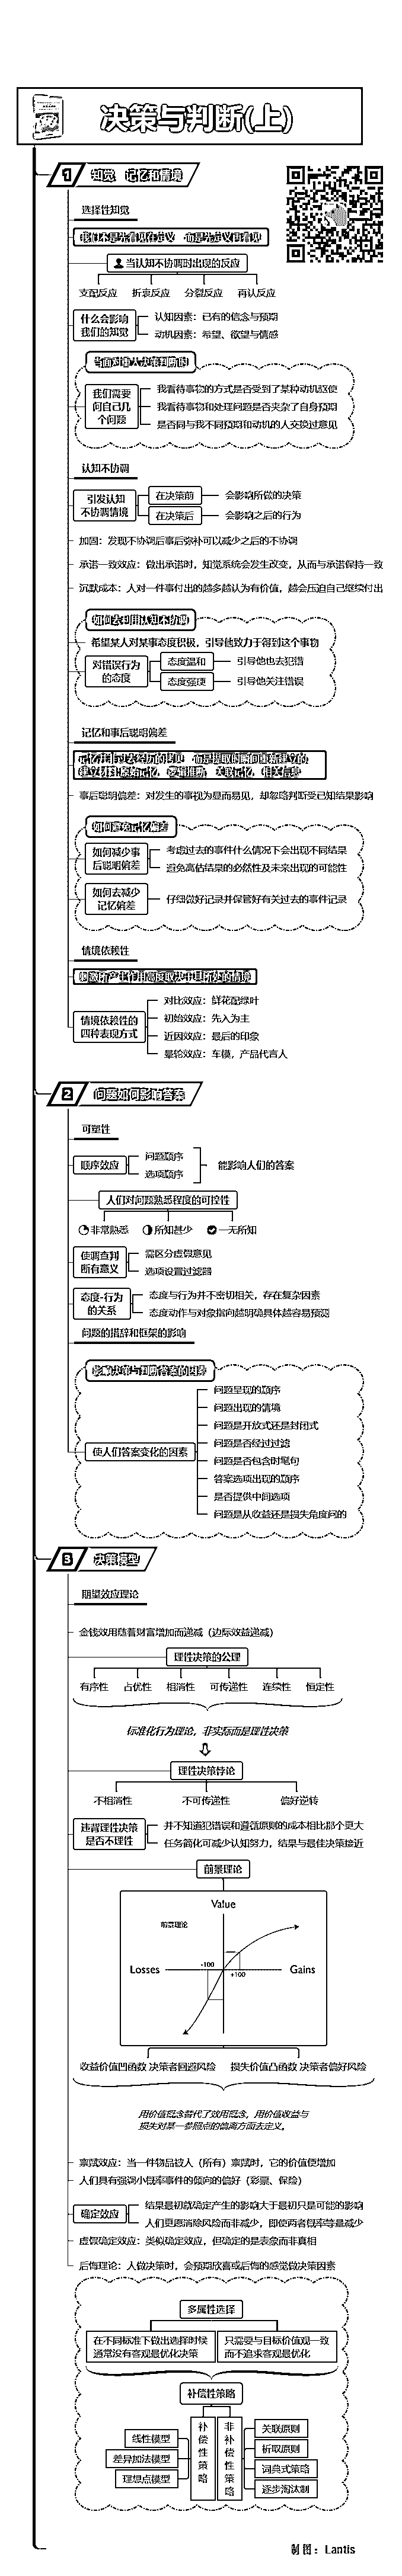 决策与判断(上)
1 知觉、记忆和情境
选择性知觉
我们不是先看见在定义,而是先定义再看见
当认知不协调时出现的反应
支配反应 折衷反应 分裂反应 再认反应
什么会影响
我们的知觉
认知因素:已有的信念与预期
动机因素:希望、欲望与情感
当面对重大决策判断时
我们需要
问自己几
个问题
我看待事物的方式是否受到了某种动机驱使
我看待事物和处理问题是否夹杂了自身预期
是否同与我不同预期和动机的人交换过意见
认知不协调
引发认知
不协调情境
在决策前 会影响所做的决策
在决策后 会影响之后的行为
加固:发现不协调后事后弥补可以减少之后的不协调
承诺一致效应:做出承诺时,知觉系统会发生改变,从而与承诺保持一致
沉默成本:人对一件事付出的越多越认为有价值,越会压迫自己继续付出
如何去利用认知不协调
希望某人对某事态度积极,引导他致力于得到这个事物
对错误行为
的态度
态度温和 引导他也去犯错
态度强硬 引导他关注错误
记忆和事后聪明偏差
记忆并非过去经历的拷贝,而是提取时瞬间重新建立的
建立材料:原始记忆、逻辑推断、关联记忆、相关信息
事后聪明偏差:对发生的事视为显而易见,却忽略判断受已知结果影响
如何避免记忆偏差
如何减少事
后聪明偏差
考虑过去的事件什么情况下会出现不同结果
避免高估结果的必然性及未来出现的可能性
如何去减少
记忆偏差
仔细做好记录并保管好有关过去的事件记录
情境依赖性
刺激所产生作用高度取决于其所处的情境
情境依赖性的
四种表现方式
对比效应:鲜花配绿叶
初始效应:先入为主
近因效应:最后的印象
晕轮效应:车模,产品代言人
2 问题如何影响答案
可塑性
顺序效应
问题顺序
选项顺序
能影响人们的答案
人们对问题熟悉程度的可控性
非常熟悉 所知甚少 一无所知
使调查判
断有意义
需区分虚假意见
选项设置过滤器
态度-行为
的关系
态度与行为并不密切相关,存在复杂因素
态度动作与对象指向越明确具体越容易预测
问题的措辞和框架的影响
影响决策与判断答案的因素
使人们答案变化的因素
问题呈现的顺序
问题出现的情境
问题是开放式还是封闭式
问题是否经过过滤
问题是否包含时髦句
答案选项出现的顺序
是否提供中间选项
问题是从收益还是损失角度问的
3 决策模型
期望效应理论
金钱效用随着财富增加而递减(边际效益递减)
理性决策的公理
有序性 占优性 相消性 可传递性 连续性 恒定性
标准化行为理论,非实际而是理性决策
理性决策悖论
不相消性 不可传递性 偏好逆转
违背理性决策
是否不理性
并不知道犯错误和遵循原则的成本相比那个更大
任务简化可减少认知努力,结果与最佳决策接近
前景理论
Value
前景理论
-100
Losses Gains
+100
收益价值凹函数 决策者回避风险 损失价值凸函数 决策者偏好风险
用价值概念替代了效用概念,用价值收益与
损失对某一参照点的偏离方面去定义。
禀赋效应:当一件物品被人(所有)禀赋时,它的价值便增加
人们具有强调小概率事件的倾向的偏好(彩票、保险)
确定效应
结果最初就确定产生的影响大于最初只是可能的影响
人们更愿消除风险而非减少,即使两者概率等量减少
虚假确定效应:类似确定效应,但确定的是表象而非真相
后悔理论:人做决策时,会预期欣喜或后悔的感觉做决策因素
多属性选择
在不同标准下做出选择时候
通常没有客观最优化决策
只需要与目标价值观一致
而不追求客观最优化
补偿性策略
线性模型
差异加法模型
理想点模型
补偿性策略
非补偿性策略
关联原则
析取原则
词典式策略
逐步淘汰制
制图:Lantis